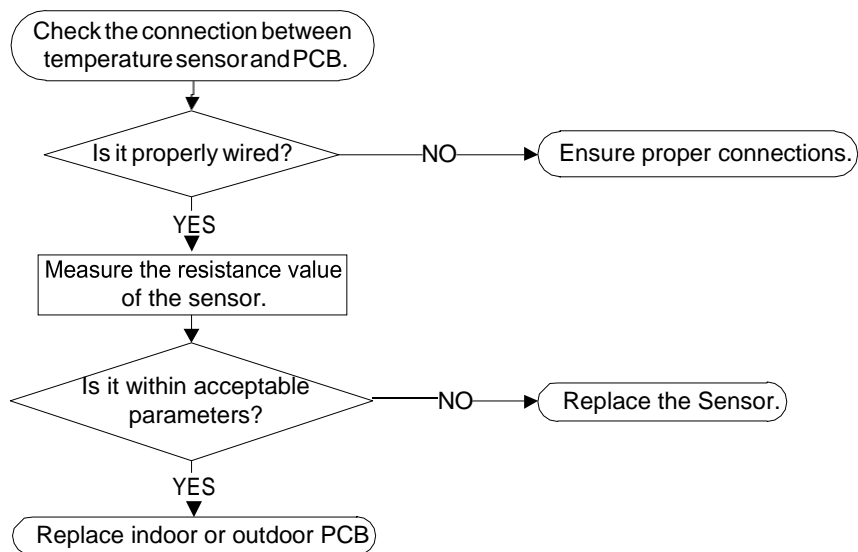 Check the connection between
temperature sensor and PCB.
Is it properly wired?
NO
Ensure proper connections.
YES
Measure the resistance value
of the sensor.
Is it within acceptable
parameters?
NO
Replace the Sensor.
YES
Replace indoor or outdoor PCB